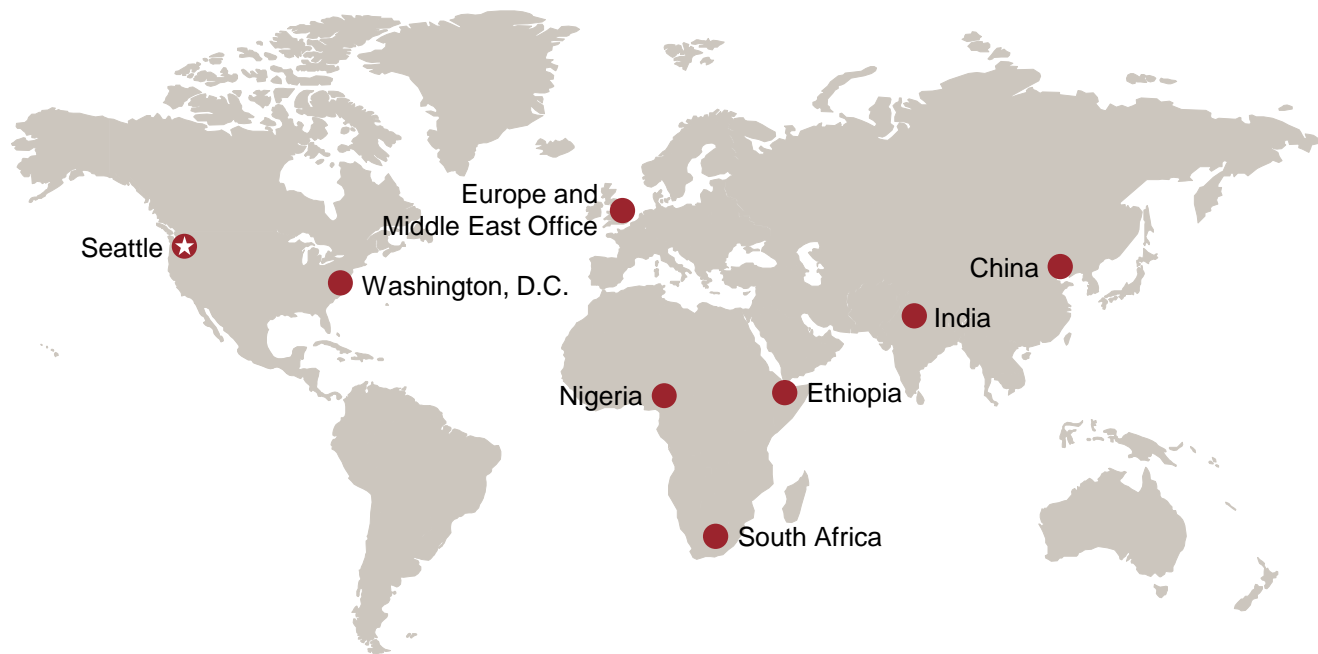 Europe and
Middle East Office
Seattle
Washington, D.C.
China
India
Nigeria
Ethiopia
South Africa